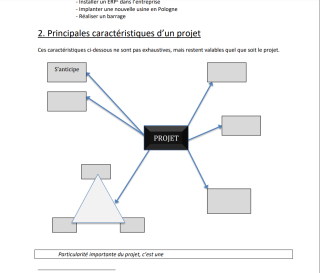 - Installer un ERP dans l'entreprise
- Implanter une nouvelle usine en Pologne
- Réaliser un barrage
2. Principales caractéristiques d'un projet
Ces caractéristiques ci-dessous ne sont pas exhaustives, mais restent valables quel que soit le projet.
S'anticipe
PROJET
Particularité importante du projet, c'est une